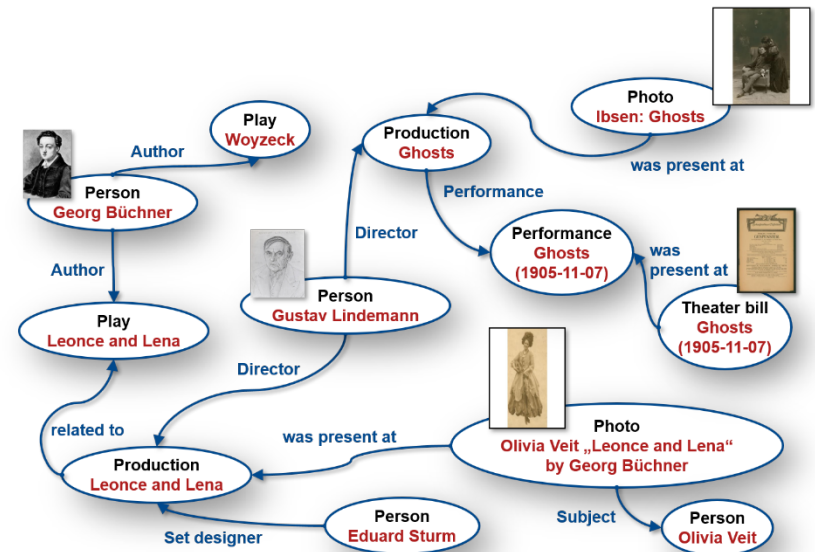 Photo
Ibsen: Ghosts
Play
Woyzeck
Production
Ghosts
Author
was present at
Person
Georg Büchner
Performance
Director
Performance
Ghosts
(1905-11-07)
was
present at
Author
Person
Gustav Lindemann
Theater bill
Ghosts
(1905-11-07)
Play
Leonce and Lena
Director
related to
was present at
Photo
Olivia Veit „Leonce and Lena“
by Georg Büchner
Production
Leonce and Lena
Set designer
Person
Eduard Sturm
Subject
Person
Olivia Veit